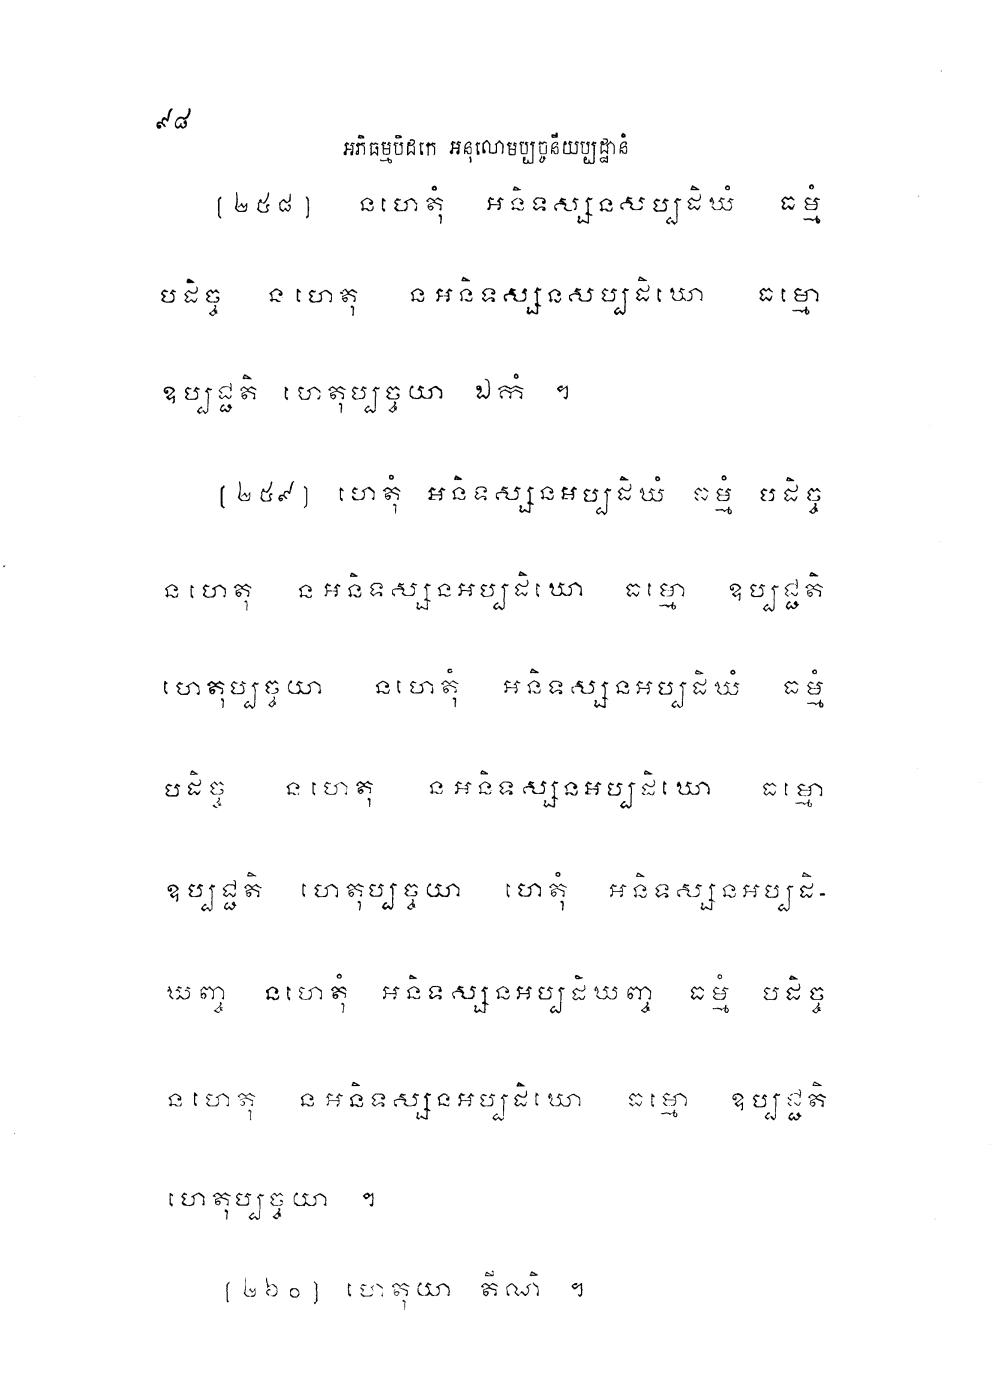 ៩៨
អភិធម្មបិដកេ អនុលោមប្បច្ចនីយប្បដ្ឋានំ
[២៥៨] នហេតុំ អនិទស្សនសប្បដិឃំ ធម្មំ
បដិច្ច នហេតុ នអនិទស្សនសប្បដិឃោ ធម្មោ
ឧប្បជ្ជតិ ហេតុប្បច្ចយា ឯកំ ។
[២៥៩] ហេតុំ អនិទស្សនអប្បដិឃំ ធម្មំ បដិច្ច
នហេតុ នអនិទស្សនអប្បដិឃោ ធម្មោ ឧប្បជ្ជតិ
ហេតុប្បច្ចយា នហេតុំ អនិទស្សនអប្បដិឃំ ធម្មំ
បដិច្ច នហេតុ នអនិទស្សនអប្បដិឃោ ធម្មោ
ឧប្បជ្ជតិ ហេតុប្បច្ចយា ហេតុំ អនិទស្សនអប្បដិ-
ឃញ្ច នហេតុំ អនិទស្សនអប្បដិឃញ្ច ធម្មំ បដិច្ច
នហេតុ នអនិទស្សនអប្បដិឃោ ធម្មោ ឧប្បជ្ជតិ
ហេតុប្បច្ចយា ។
[២៦០] ហេតុយា តីណិ ។